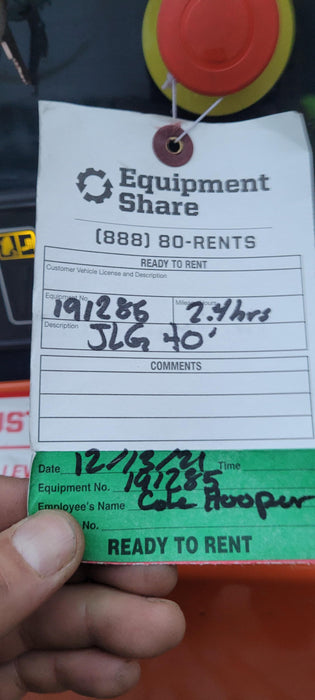 Equipment
Share
(888) 80-RENTS
READY TO RENT
Customer Vehicle License and Description
Equipment No. 191285
2.4hrs
Description JLG 40'
COMMENTS
Date 12/13/21 Time
Equipment No. 191285
Employee's Name Cole Hooper
No.
READY TO RENT